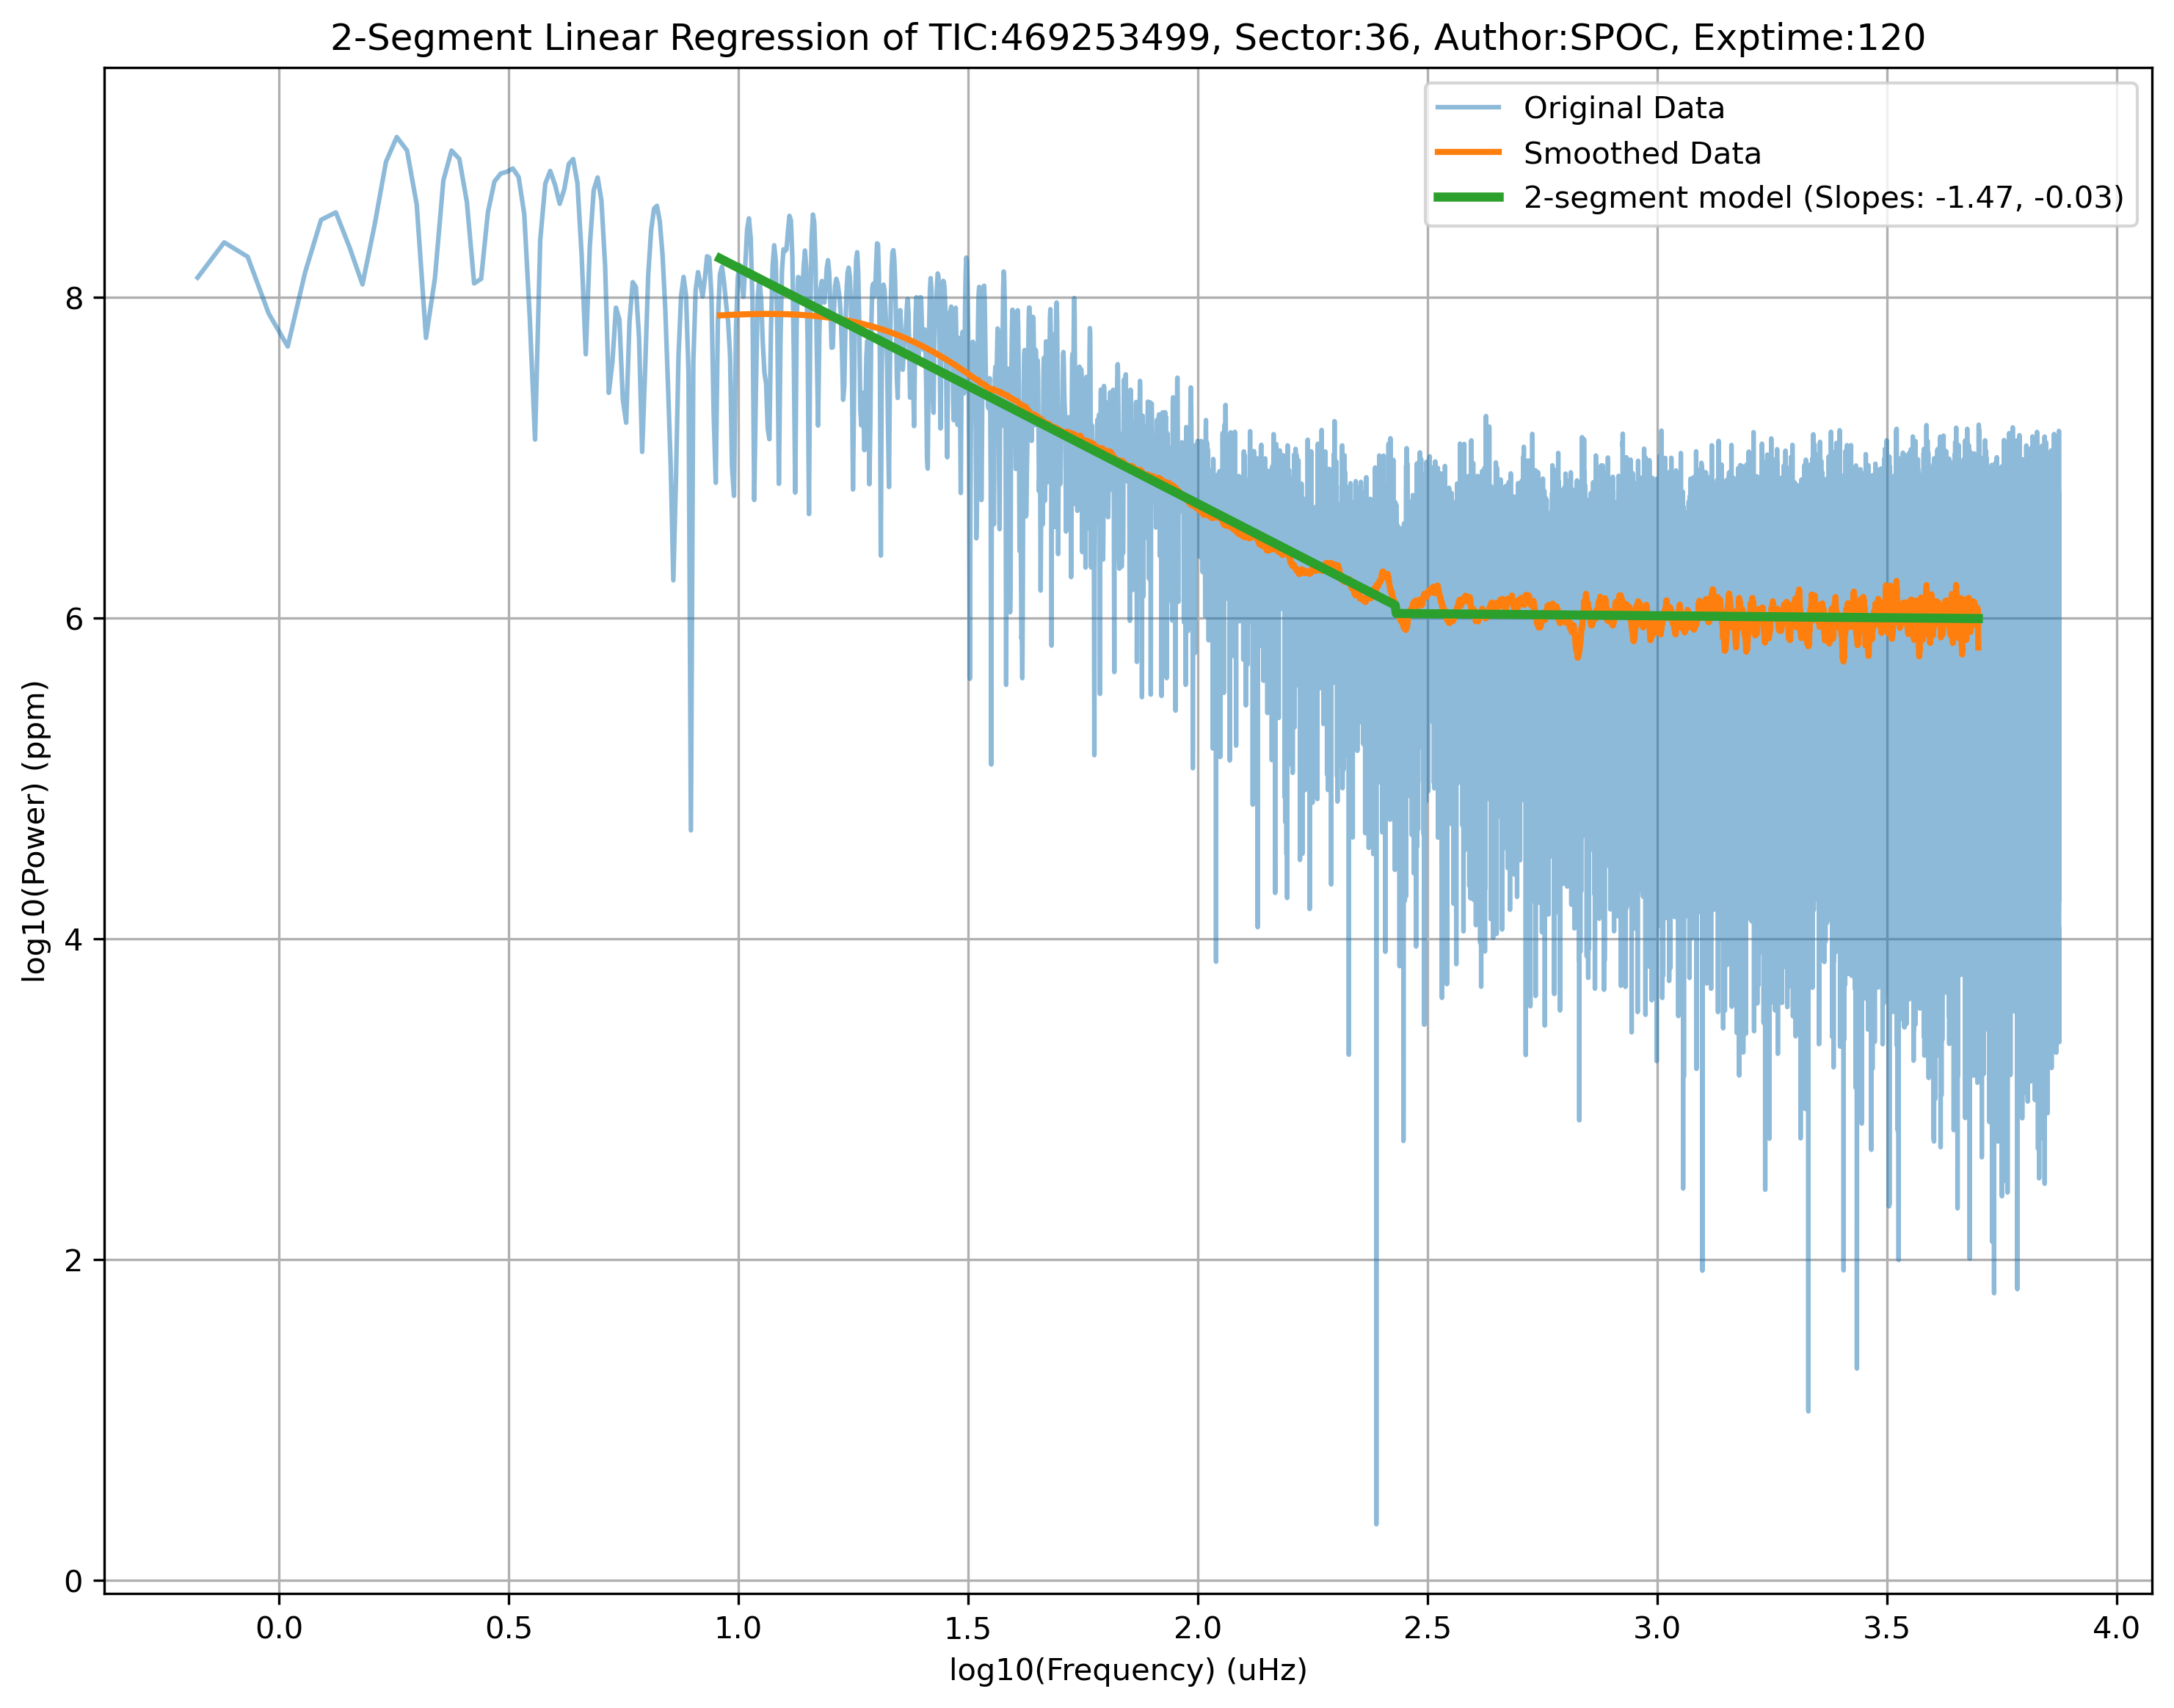 2-Segment Linear Regression of TIC:469253499, Sector:36, Author:SPOC, Exptime:120
Original Data
Smoothed Data
2-segment model (Slopes: -1.47, -0.03)
log10(Power) (ppm)
8
6
4
2
0
0.0 0.5 1.0 1.5 2.0 2.5 3.0 3.5 4.0
log10(Frequency) (uHz)